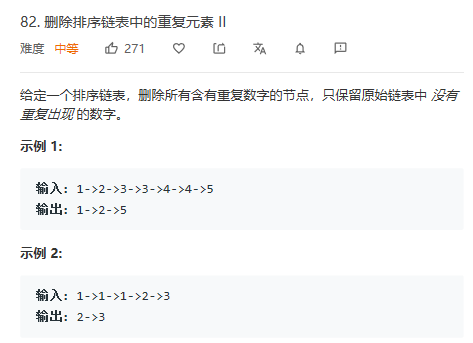 82. 删除排序链表中的重复元素 II
难度 中等 271
给定一个排序链表，删除所有含有重复数字的节点，只保留原始链表中 没有
重复出现 的数字。
示例 1:
输入: 1->2->3->3->4->4->5
输出: 1->2->5
示例 2:
输入: 1->1->1->2->3
输出: 2->3